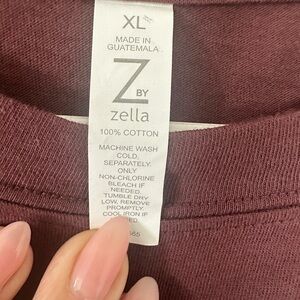 XL
MADE IN
GUATEMALA
Z
BY
zella
100% COTTON
MACHINE WASH
COLD.
SEPARATELY.
ONLY
NON-CHLORINE
BLEACH IF
NEEDED.
TUMBLE DRY
LOW, REMOVE
PROMPTLY.
COOL IRON IF